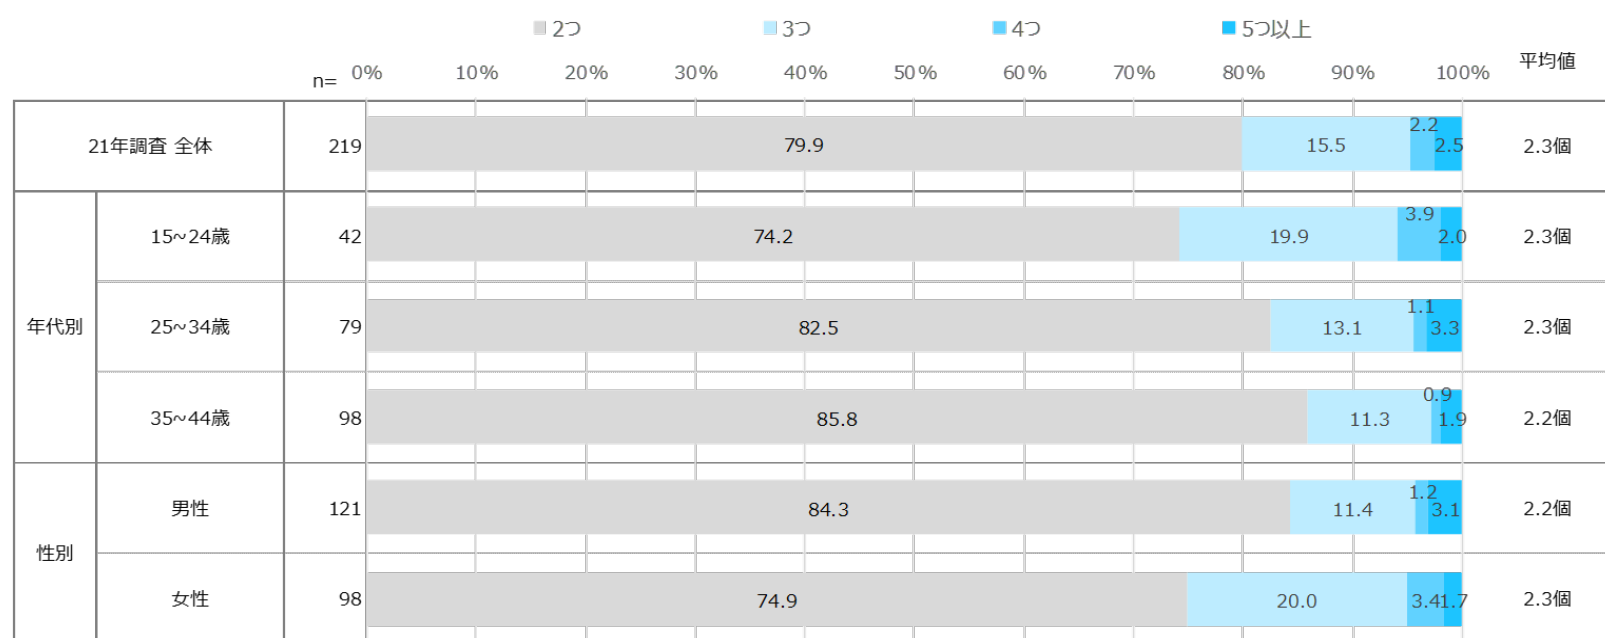 2つ 3つ 4つ 5つ以上
n= 0% 10% 20% 30% 40% 50% 60% 70% 80% 90% 100% 平均値
21年調査 全体 219 79.9 15.5 2.2 2.5 2.3個
年代別
15~24歳 42 74.2 19.9 3.9 2.0 2.3個
25~34歳 79 82.5 13.1 1.1 3.3 2.3個
35~44歳 98 85.8 11.3 0.9 1.9 2.2個
性別
男性 121 84.3 11.4 1.2 3.1 2.2個
女性 98 74.9 20.0 3.4 1.7 2.3個